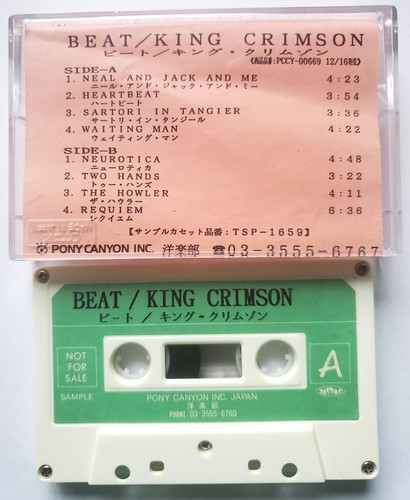 BEAT/KING CRIMSON
ビート/キング・クリムゾン
(商品番号:PCCY-00669 12/16発売)
SIDE-A
1. NEAL AND JACK AND ME 4:23
ニール・アンド・ジャック・アンド・ミー
2. HEARTBEAT 3:54
ハートビート
3. SARTORI IN TANGIER 3:36
サートリ・イン・タンジール
4. WAITING MAN 4:22
ウェイティング・マン
SIDE-B
1. NEUROTICA 4:48
ニューロティカ
2. TWO HANDS 3:22
トゥー・ハンズ
3. THE HOWLER 4:11
ザ・ハウラー
4. REQUIEM 6:36
レクイエム
【サンプルカセット品番:TSP-1659】
PONY CANYON INC. 洋楽部 ☎03-3555-6767
BEAT / KING CRIMSON
ビート / キング・クリムゾン
NOT FOR SALE
SAMPLE
A
PONY CANYON INC. JAPAN.
洋楽部
PHONE:03-3555-6760